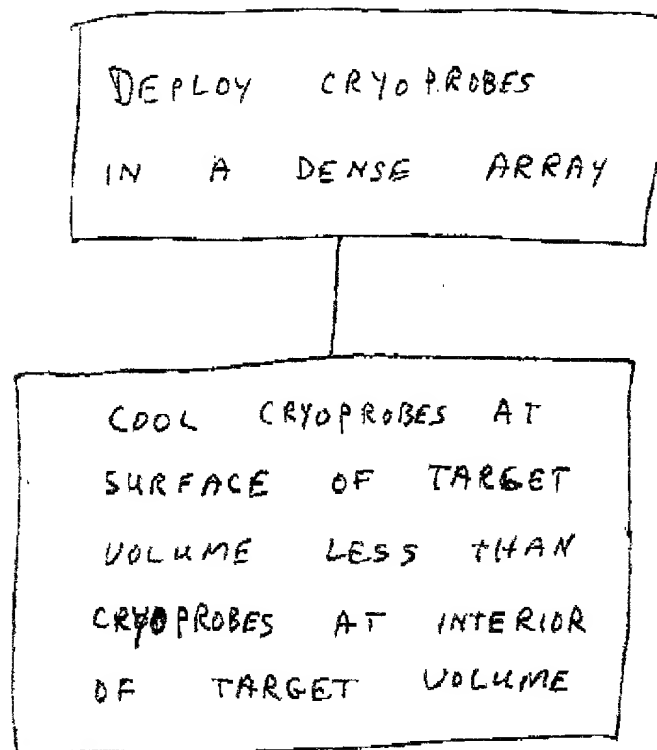 DEPLOY CRYOPROBES
IN A DENSE ARRAY
COOL CRYOPROBES AT
SURFACE OF TARGET
VOLUME LESS THAN
CRYOPROBES AT INTERIOR
OF TARGET VOLUME